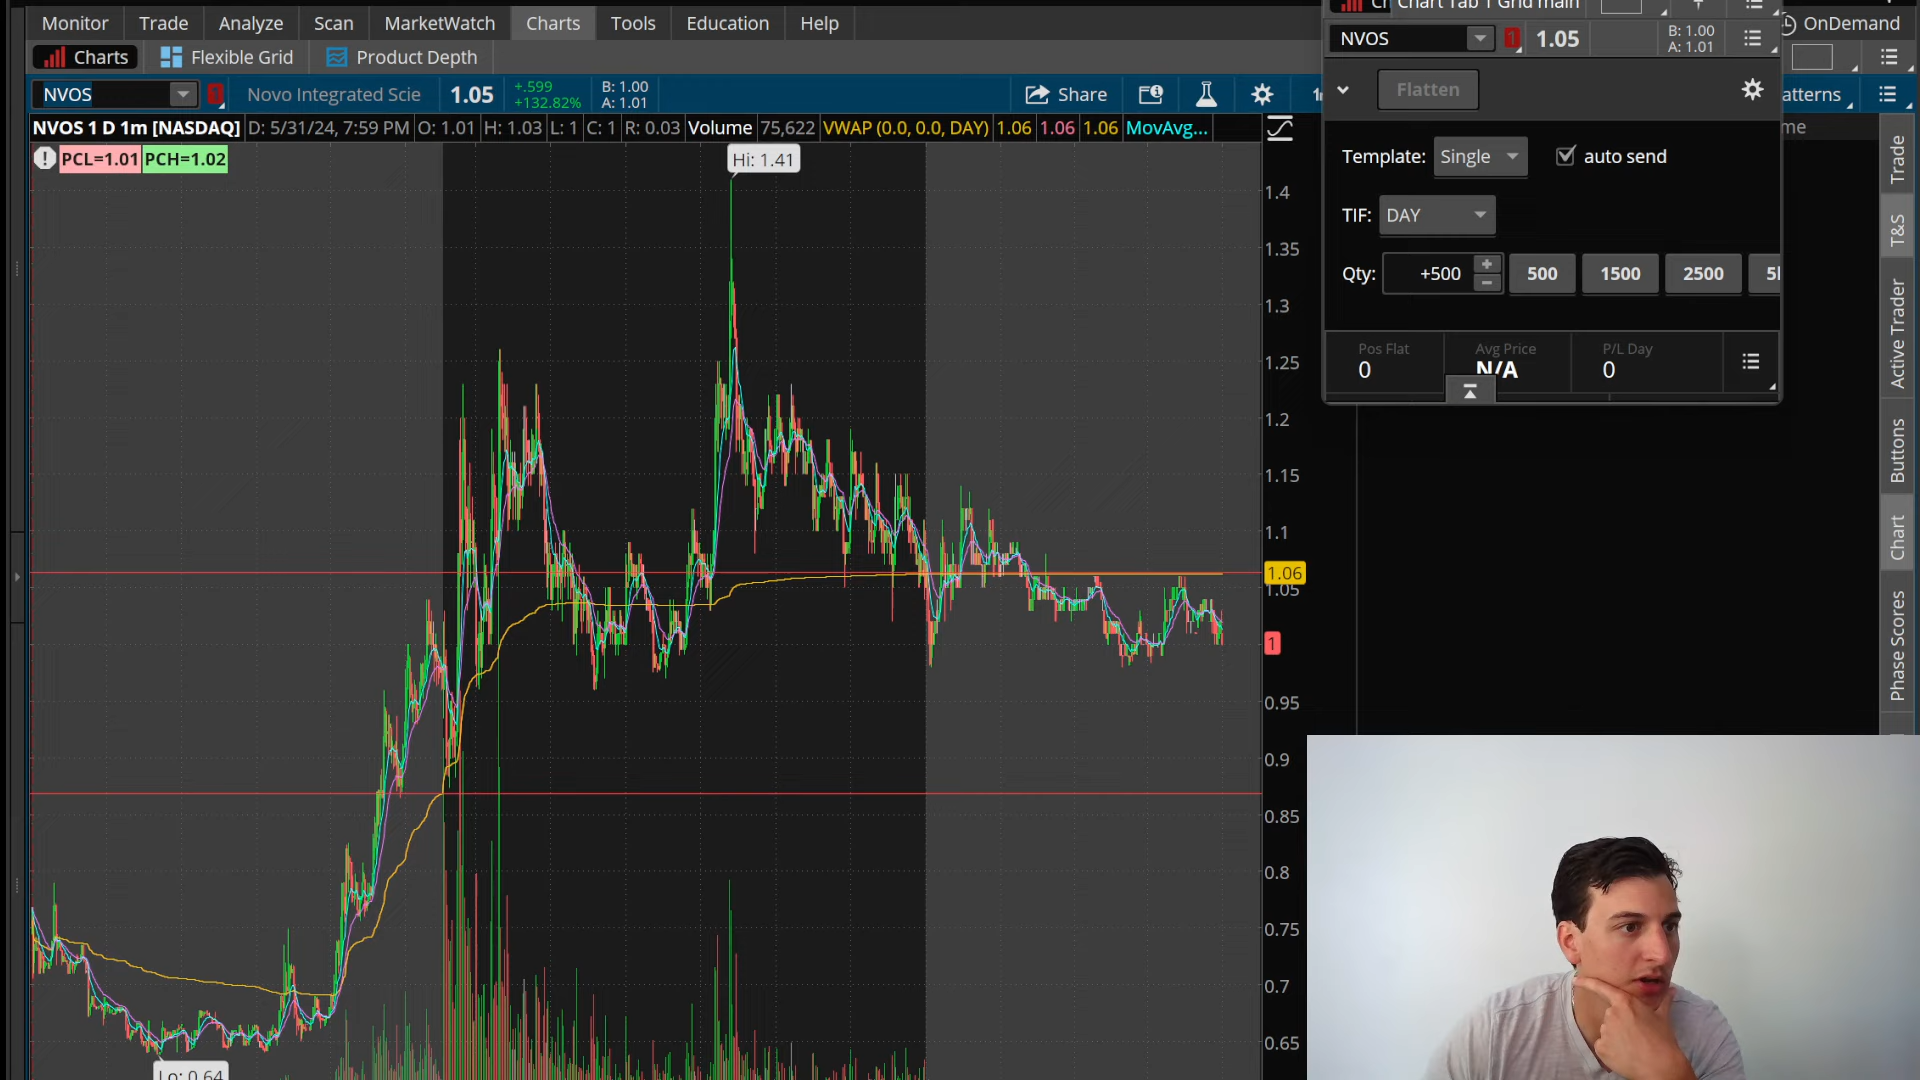 Monitor Trade Analyze Scan MarketWatch Charts Tools Education Help
Chart Tab 1 Grid main
OnDemand
Charts Flexible Grid Product Depth
NVOS 1 1.05 B: 1.00 A: 1.01
NVOS 1 Novo Integrated Scie 1.05 +.599 +132.82% B: 1.00 A: 1.01 Share
Flatten
NVOS 1 D 1m [NASDAQ] D: 5/31/24, 7:59 PM O: 1.01 H: 1.03 L: 1 C: 1 R: 0.03 Volume 75,622 VWAP (0.0, 0.0, DAY) 1.06 1.06 1.06 MovAvg...
PCL=1.01 PCH=1.02
Hi: 1.41
Template: Single auto send
TIF: DAY
Qty: +500 500 1500 2500
Pos Flat Avg Price P/L Day
0 N/A 0
1.4
1.35
1.3
1.25
1.2
1.15
1.1
1.06
1.05
1
0.95
0.9
0.85
0.8
0.75
0.7
0.65
Lo: 0.64
Trade
T&S
Active Trader
Buttons
Chart
Phase Scores